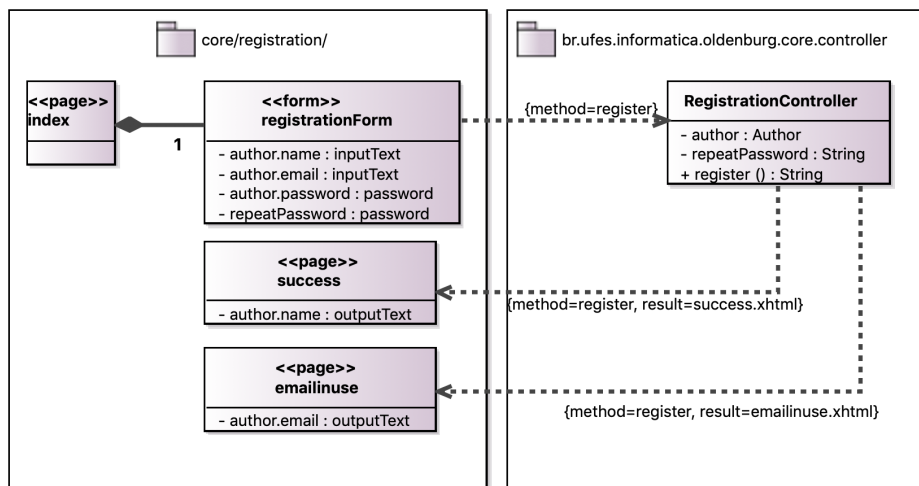 core/registration/
br.ufes.informatica.oldenburg.core.controller
<<page>>
index
1
<<form>>
registrationForm
- author.name : inputText
- author.email : inputText
- author.password : password
- repeatPassword : password
{method=register}
RegistrationController
- author : Author
- repeatPassword : String
+ register () : String
<<page>>
success
- author.name : outputText
{method=register, result=success.xhtml}
<<page>>
emailinuse
- author.email : outputText
{method=register, result=emailinuse.xhtml}